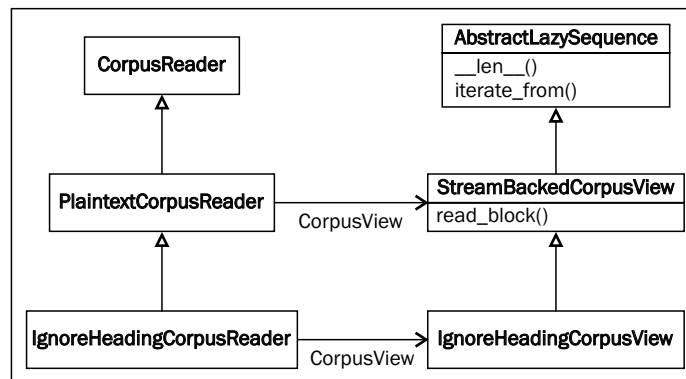 AbstractLazySequence
CorpusReader
__len__()
iterate_from()
PlaintextCorpusReader
StreamBackedCorpusView
CorpusView
read_block()
IgnoreHeadingCorpusReader
IgnoreHeadingCorpusView
CorpusView